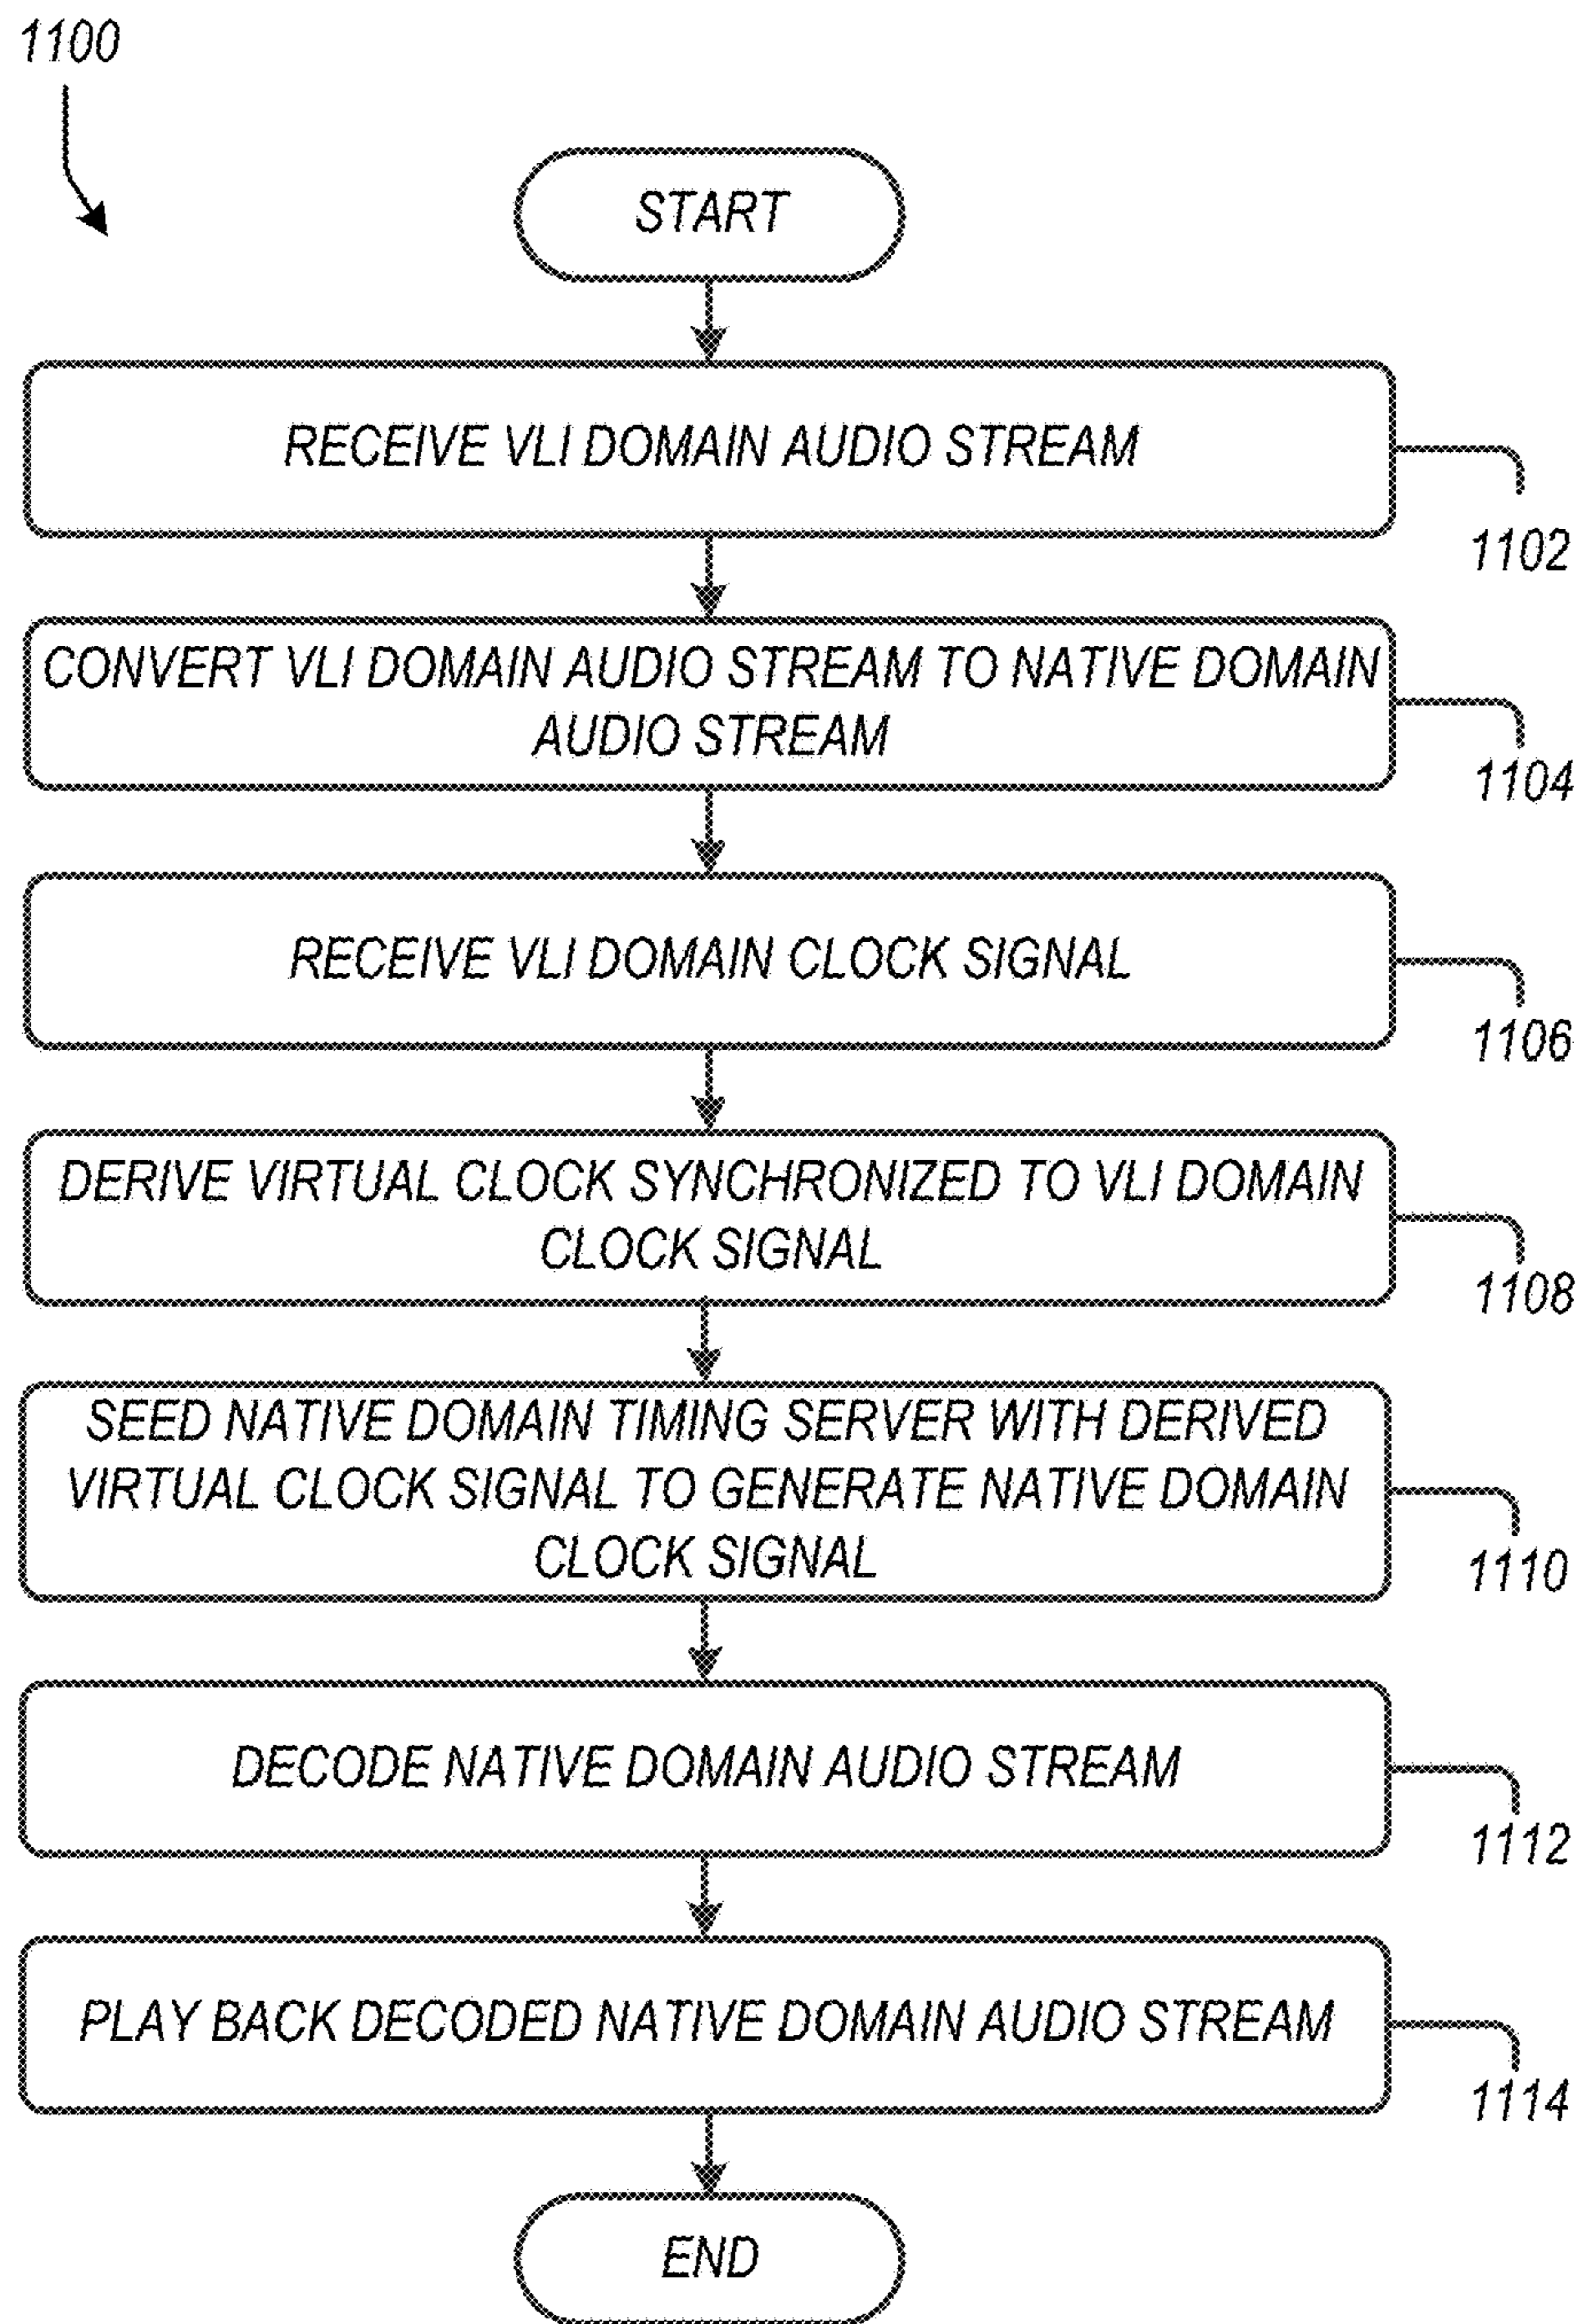 1100
START
RECEIVE VLI DOMAIN AUDIO STREAM
1102
CONVERT VLI DOMAIN AUDIO STREAM TO NATIVE DOMAIN
AUDIO STREAM
1104
RECEIVE VLI DOMAIN CLOCK SIGNAL
1106
DERIVE VIRTUAL CLOCK SYNCHRONIZED TO VLI DOMAIN
CLOCK SIGNAL
1108
SEED NATIVE DOMAIN TIMING SERVER WITH DERIVED
VIRTUAL CLOCK SIGNAL TO GENERATE NATIVE DOMAIN
CLOCK SIGNAL
1110
DECODE NATIVE DOMAIN AUDIO STREAM
1112
PLAY BACK DECODED NATIVE DOMAIN AUDIO STREAM
1114
END